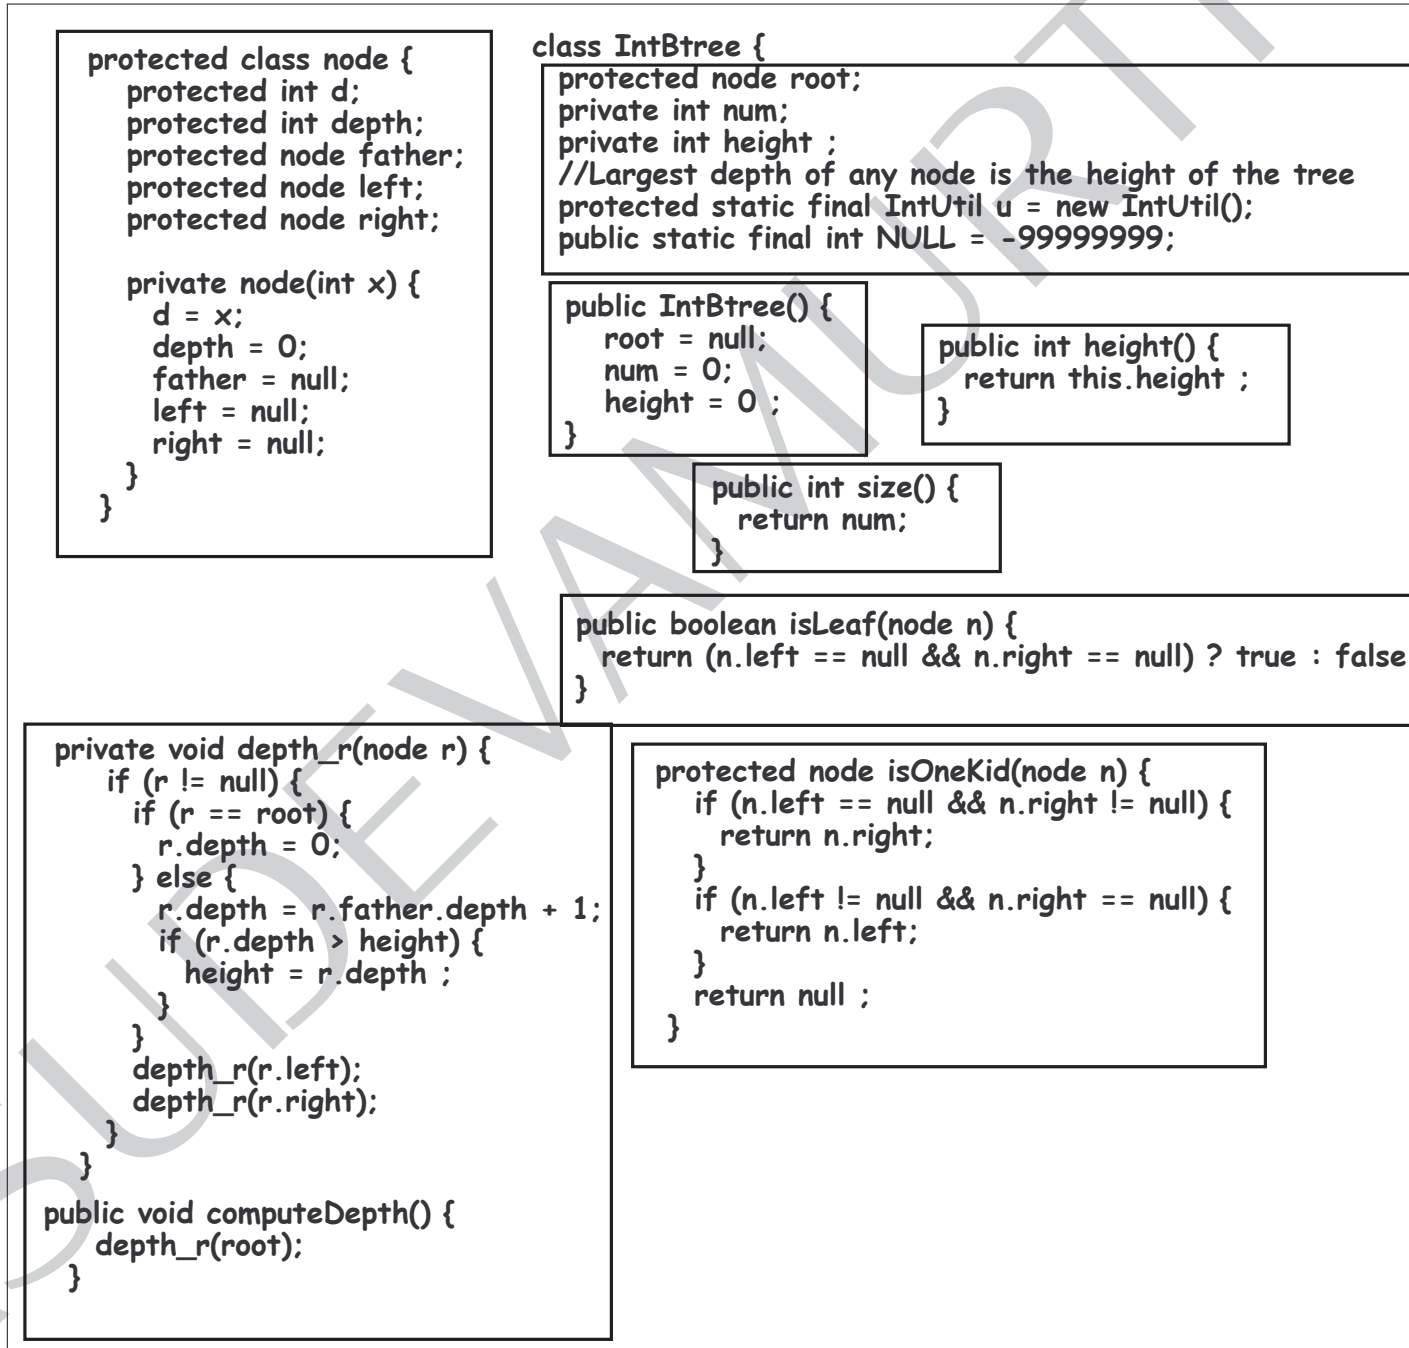 protected class node {
protected int d;
protected int depth;
protected node father;
protected node left;
protected node right;
private node(int x) {
d = x;
depth = 0;
father = null;
left = null;
right = null;
}
}
class IntBtree {
protected node root;
private int num;
private int height ;
//Largest depth of any node is the height of the tree
protected static final IntUtil u = new IntUtil();
public static final int NULL = -99999999;
public IntBtree() {
root = null;
num = 0;
height = 0 ;
}
public int height() {
return this.height ;
}
public int size() {
return num;
}
public boolean isLeaf(node n) {
return (n.left == null && n.right == null) ? true : false
}
private void depth_r(node r) {
if (r != null) {
if (r == root) {
r.depth = 0;
} else {
r.depth = r.father.depth + 1;
if (r.depth > height) {
height = r.depth ;
}
}
depth_r(r.left);
depth_r(r.right);
}
}
public void computeDepth() {
depth_r(root);
}
protected node isOneKid(node n) {
if (n.left == null && n.right != null) {
return n.right;
}
if (n.left != null && n.right == null) {
return n.left;
}
return null ;
}
SUDEVAMURT